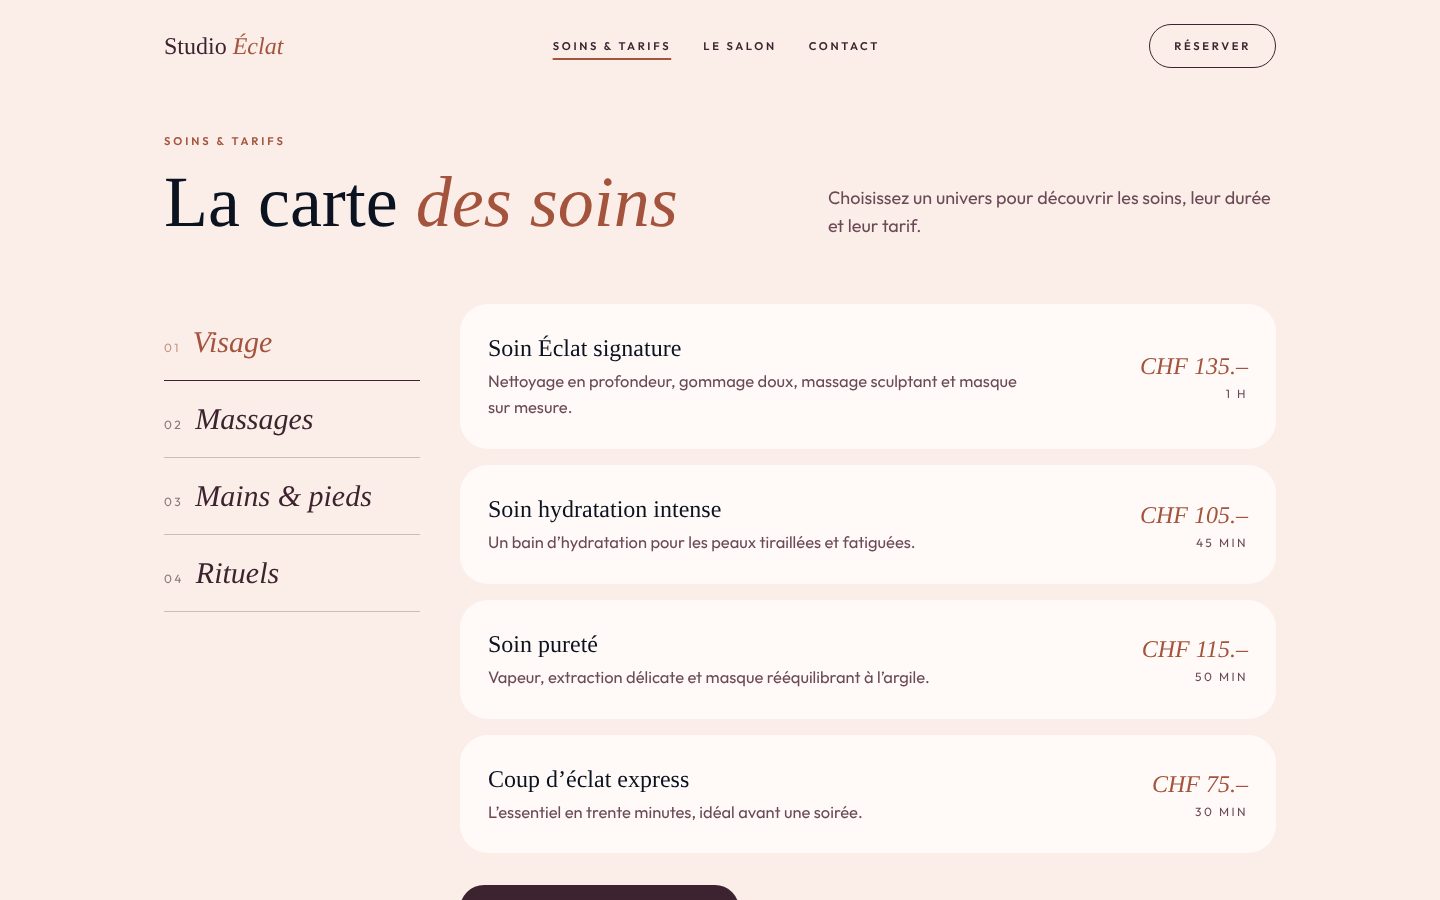 Studio Éclat
SOINS & TARIFS
LE SALON
CONTACT
RÉSERVER
SOINS & TARIFS
La carte des soins
Choisissez un univers pour découvrir les soins, leur durée
et leur tarif.
01 Visage
02 Massages
03 Mains & pieds
04 Rituels
Soin Éclat signature
Nettoyage en profondeur, gommage doux, massage sculptant et masque
sur mesure.
CHF 135.–
1 H
Soin hydratation intense
Un bain d’hydratation pour les peaux tiraillées et fatiguées.
CHF 105.–
45 MIN
Soin pureté
Vapeur, extraction délicate et masque rééquilibrant à l’argile.
CHF 115.–
50 MIN
Coup d’éclat express
L’essentiel en trente minutes, idéal avant une soirée.
CHF 75.–
30 MIN